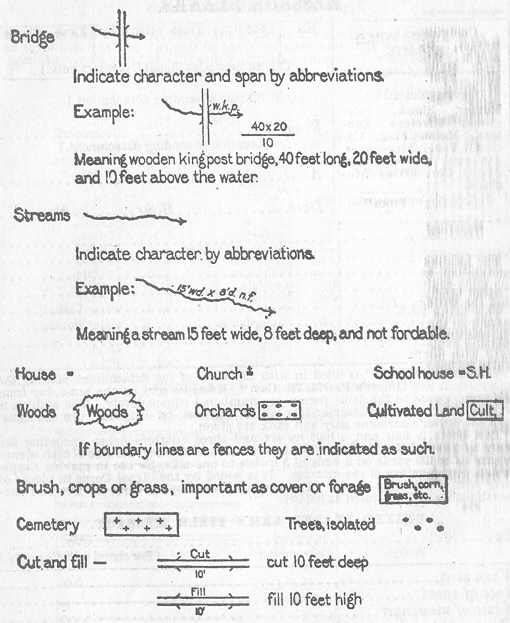 Bridge
Indicate character and span by abbreviations.
Example: w.k.p.
40x20
10
Meaning wooden king post bridge, 40 feet long, 20 feet wide,
and 10 feet above the water.
Streams
Indicate character by abbreviations.
Example: 15'wd. x 8'd. n.f.
Meaning a stream 15 feet wide, 8 feet deep, and not fordable.
House Church School house S.H.
Woods Woods Orchards Cultivated Land Cult.
If boundary lines are fences they are indicated as such.
Brush, crops or grass, important as cover or forage Brush, corn,
grass, etc.
Cemetery Trees, isolated
Cut and fill — Cut cut 10 feet deep
10'
Fill fill 10 feet high
10'